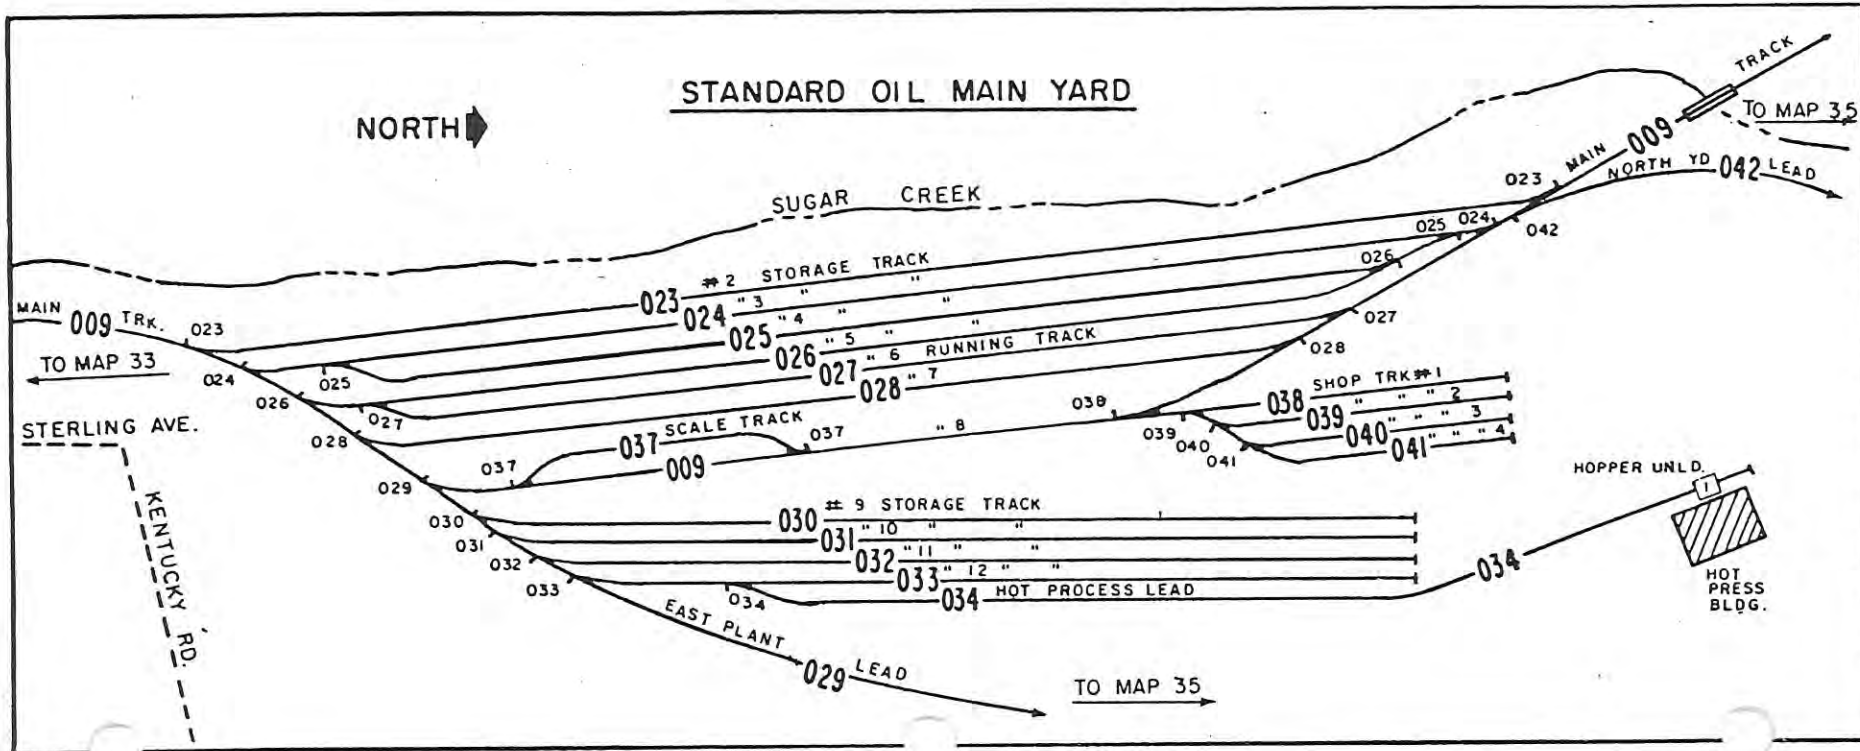 STANDARD OIL MAIN YARD
NORTH
TRACK
TO MAP 35
MAIN 009
NORTH YD 042 LEAD
SUGAR CREEK
023
025 024 042
026
MAIN 009 TRK.
023
TO MAP 33
023 #2 STORAGE TRACK
024 " 3 " "
025 " 4 " "
026 " 5 " "
027 " 6 RUNNING TRACK
028 " 7
024
025
026
027
028
027
028
STERLING AVE.
KENTUCKY RD.
037 SCALE TRACK
037
037
009
" 8
029
038
039
040
041
038 SHOP TRK #1
039 " " " 2
040 " " " 3
041 " " " 4
HOPPER UNLD.
1
HOT
PRESS
BLDG.
030
031
032
033
034
030 # 9 STORAGE TRACK
031 " 10 " "
032 " 11 " "
033 " 12 " "
034 HOT PROCESS LEAD
034
EAST PLANT 029 LEAD
TO MAP 35